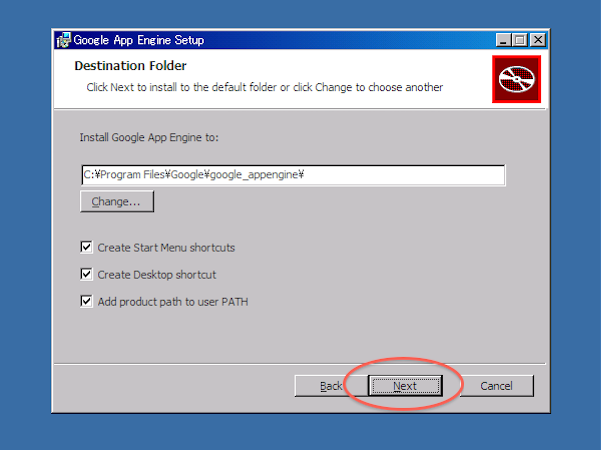 Google App Engine Setup
Destination Folder
Click Next to install to the default folder or click Change to choose another
Install Google App Engine to:
C:¥Program Files¥Google¥google_appengine¥
Change...
Create Start Menu shortcuts
Create Desktop shortcut
Add product path to user PATH
Back Next Cancel